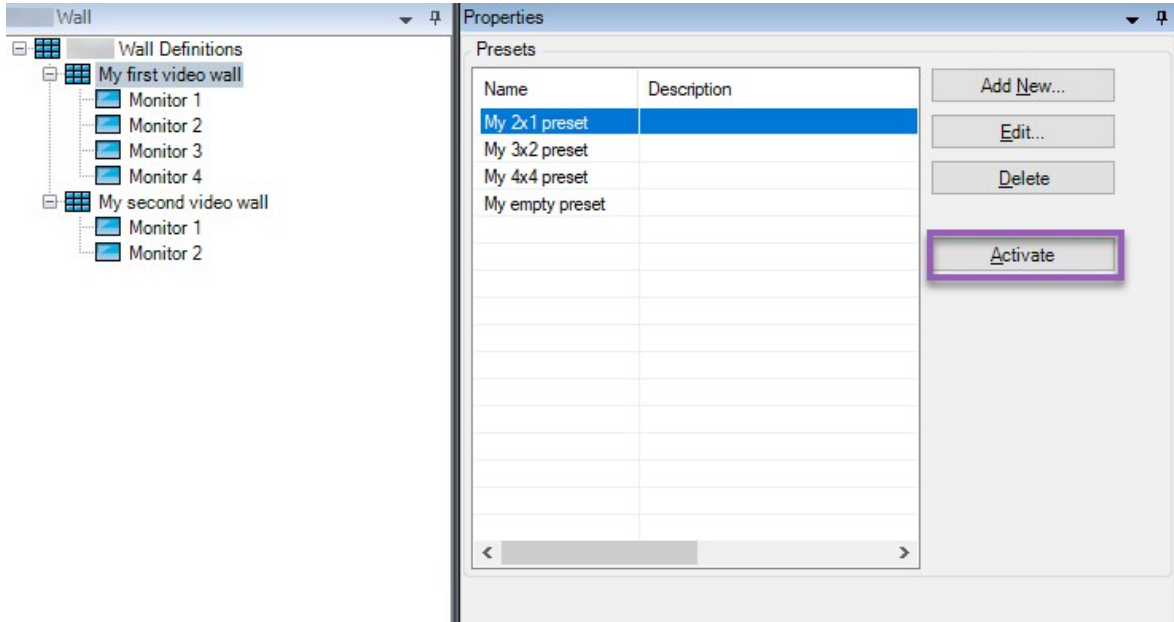 Wall
Wall Definitions
My first video wall
Monitor 1
Monitor 2
Monitor 3
Monitor 4
My second video wall
Monitor 1
Monitor 2
Properties
Presets
Name Description
My 2x1 preset
My 3x2 preset
My 4x4 preset
My empty preset
Add New...
Edit...
Delete
Activate